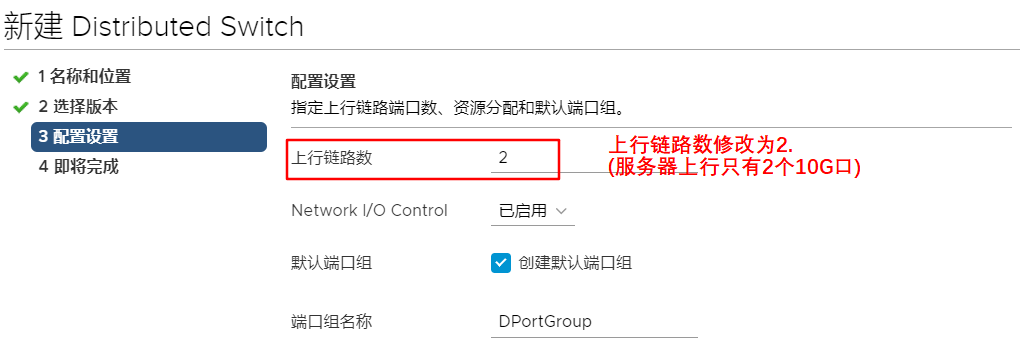 新建 Distributed Switch
1 名称和位置
2 选择版本
3 配置设置
4 即将完成
配置设置
指定上行链路端口数、资源分配和默认端口组。
上行链路数 2
上行链路数修改为2.
(服务器上行只有2个10G口)
Network I/O Control 已启用
默认端口组 创建默认端口组
端口组名称 DPortGroup